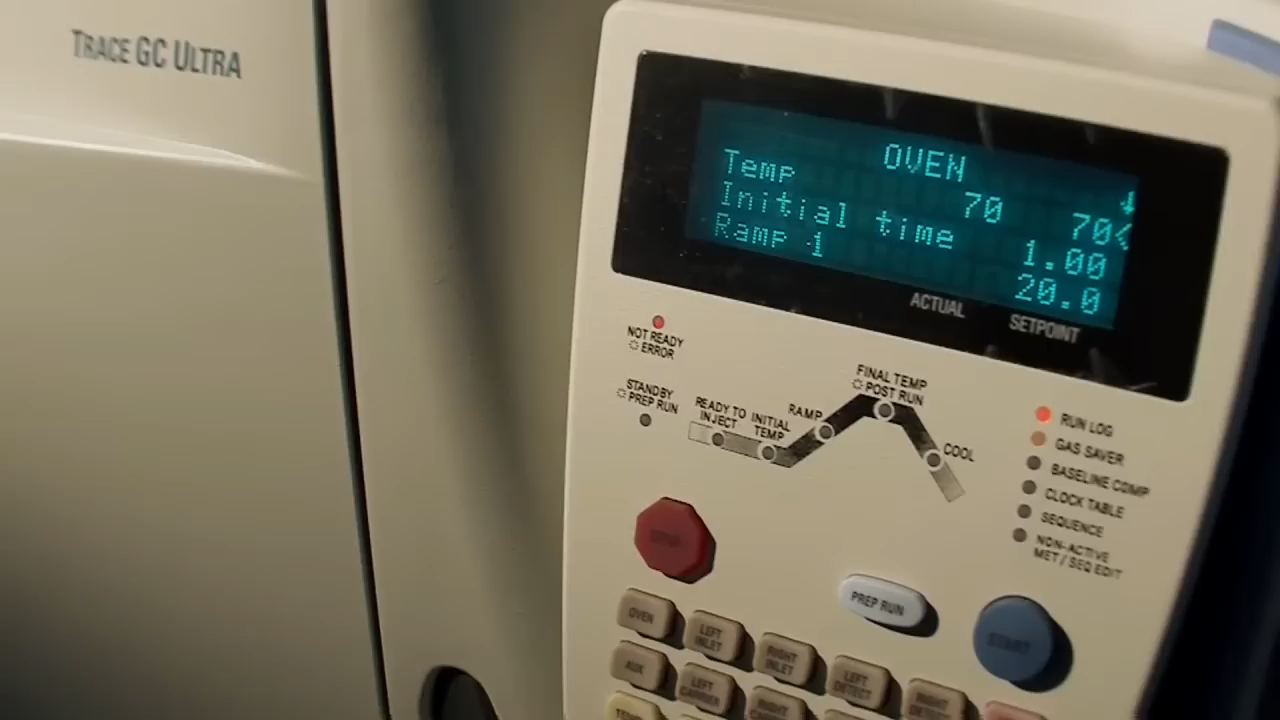 TRACE GC ULTRA
OVEN
Temp 70 70<
Initial time 1.00
Ramp 1 20.0
ACTUAL SETPOINT
NOT READY
ERROR
STANDBY
PREP RUN
READY TO
INJECT
INITIAL
TEMP
RAMP
FINAL TEMP
POST RUN
COOL
RUN LOG
GAS SAVER
BASELINE COMP
CLOCK TABLE
SEQUENCE
NON-ACTIVE
MET / SEQ EDIT
STOP
PREP RUN
START
OVEN
LEFT
INLET
RIGHT
INLET
LEFT
DETECT
RIGHT
DETECT
AUX
LEFT
CARRIER
RIGHT